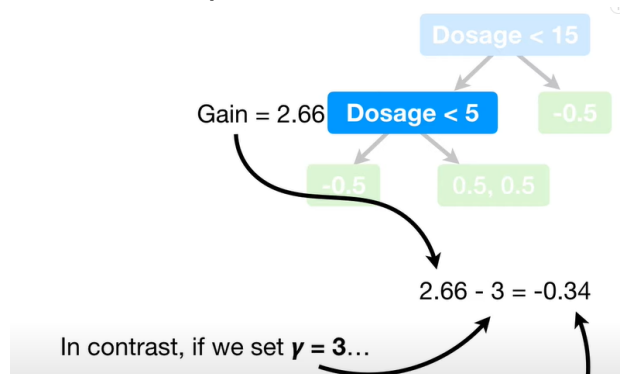 Dosage < 15
Gain = 2.66 Dosage < 5 -0.5
-0.5 0.5, 0.5
2.66 - 3 = -0.34
In contrast, if we set γ = 3…